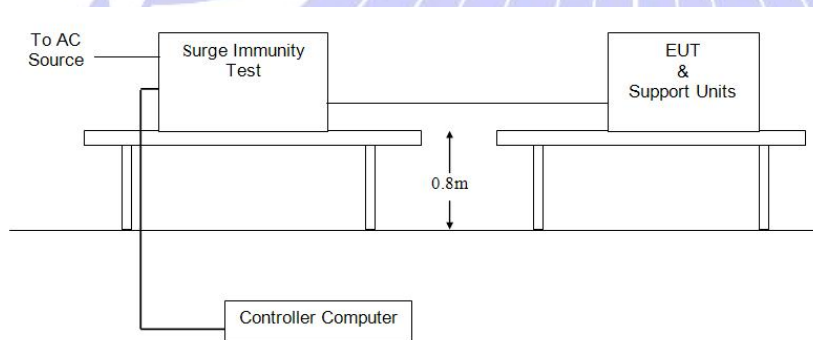 To AC
Source
Surge Immunity
Test
EUT
&
Support Units
0.8m
Controller Computer